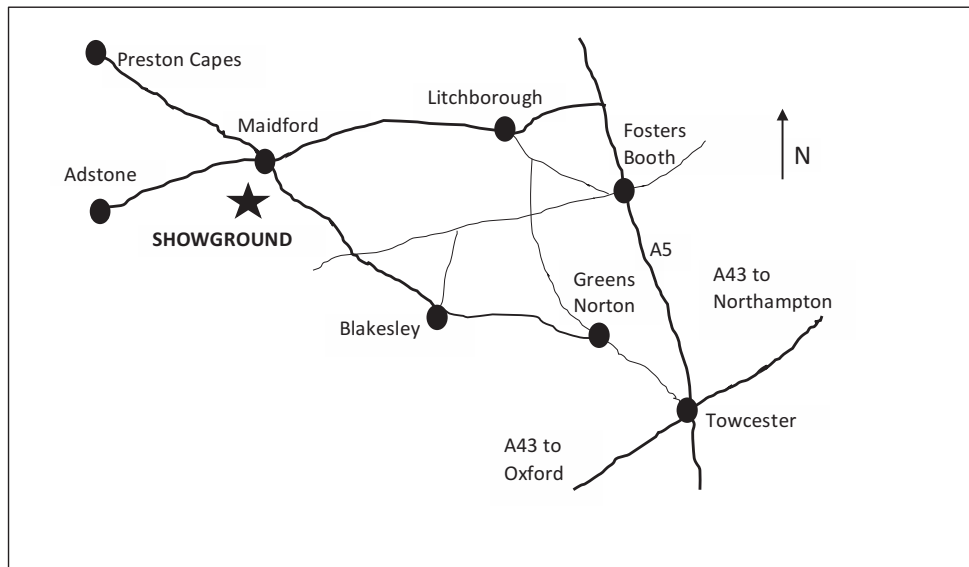 Preston Capes
Litchborough
Maidford
Fosters
Booth
N
Adstone
SHOWGROUND
A5
A43 to
Northampton
Greens
Norton
Blakesley
Towcester
A43 to
Oxford